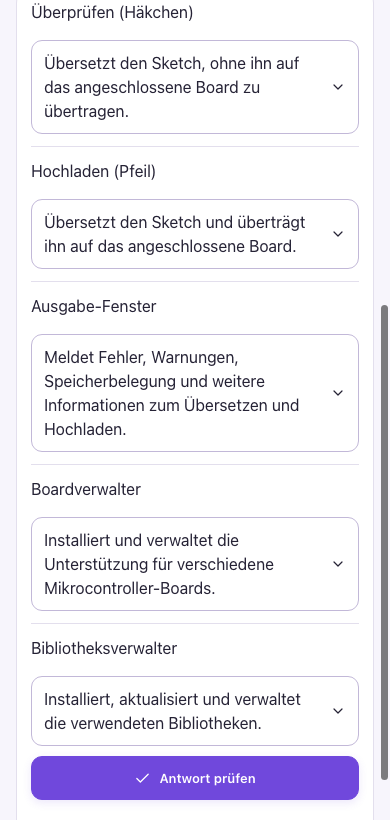 Überprüfen (Häkchen)
Übersetzt den Sketch, ohne ihn auf
das angeschlossene Board zu
übertragen.
Hochladen (Pfeil)
Übersetzt den Sketch und überträgt
ihn auf das angeschlossene Board.
Ausgabe-Fenster
Meldet Fehler, Warnungen,
Speicherbelegung und weitere
Informationen zum Übersetzen und
Hochladen.
Boardverwalter
Installiert und verwaltet die
Unterstützung für verschiedene
Mikrocontroller-Boards.
Bibliotheksverwalter
Installiert, aktualisiert und verwaltet
die verwendeten Bibliotheken.
Antwort prüfen